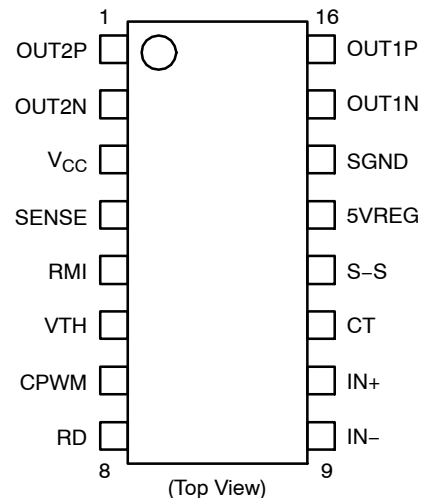 1 16
OUT2P OUT1P
OUT2N OUT1N
VCC SGND
SENSE 5VREG
RMI S−S
VTH CT
CPWM IN+
RD IN−
8 9
(Top View)